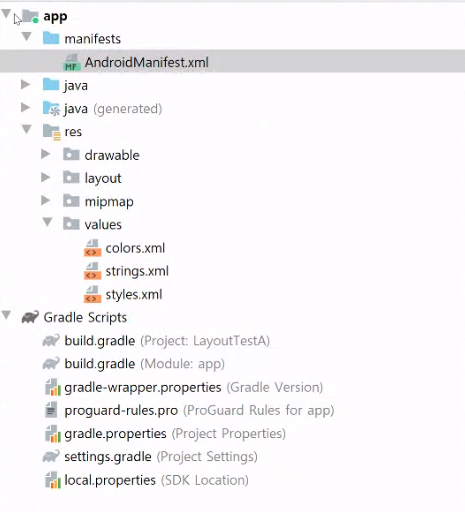 app
manifests
MF AndroidManifest.xml
java
java (generated)
res
drawable
layout
mipmap
values
colors.xml
strings.xml
styles.xml
Gradle Scripts
build.gradle (Project: LayoutTestA)
build.gradle (Module: app)
gradle-wrapper.properties (Gradle Version)
proguard-rules.pro (ProGuard Rules for app)
gradle.properties (Project Properties)
settings.gradle (Project Settings)
local.properties (SDK Location)